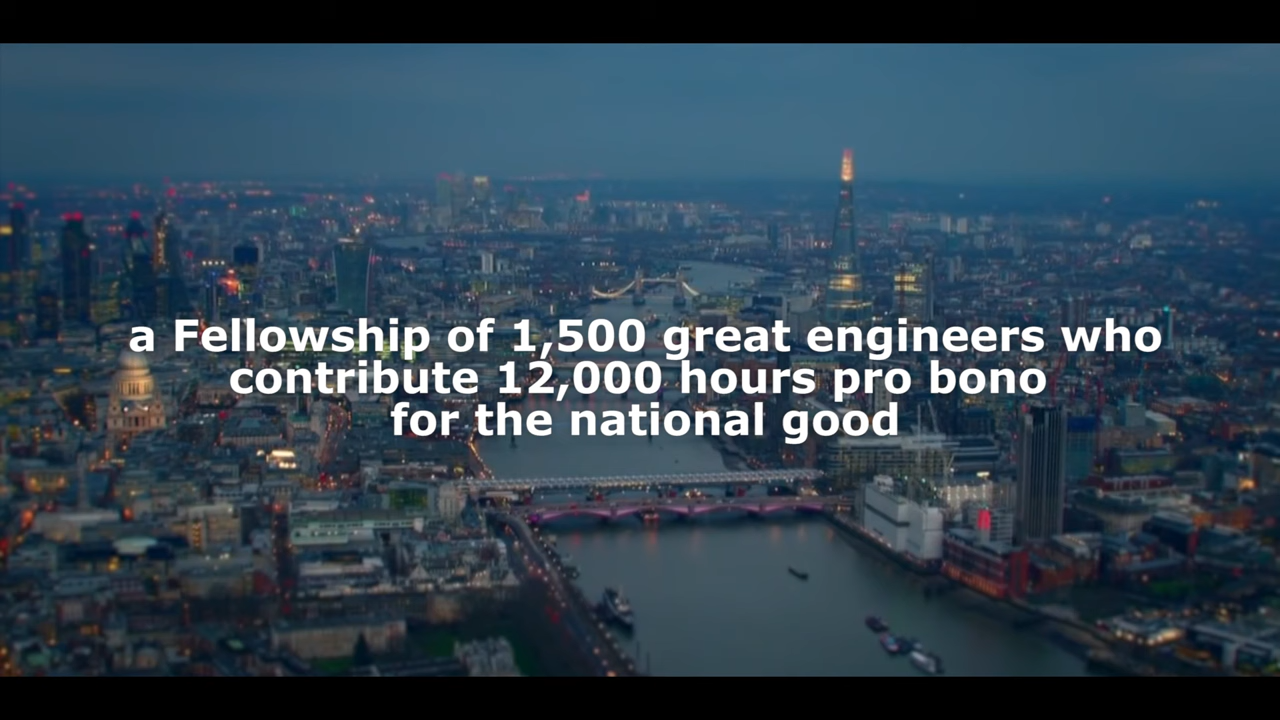 a Fellowship of 1,500 great engineers who
contribute 12,000 hours pro bono
for the national good